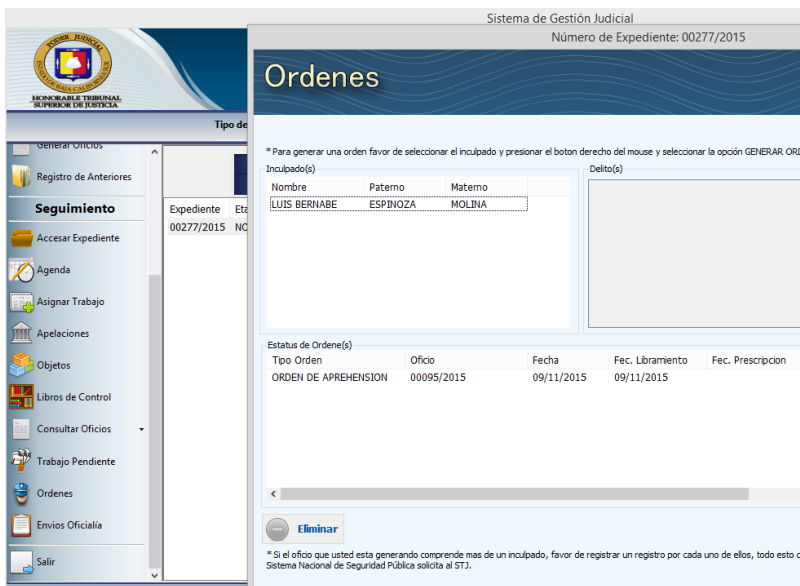 Sistema de Gestión Judicial
Número de Expediente: 00277/2015
PODER JUDICIAL
ESTADO DE BAJA CALIFORNIA SUR
HONORABLE TRIBUNAL
SUPERIOR DE JUSTICIA
Ordenes
Tipo de
Generar Oficios
Registro de Anteriores
Seguimiento
Accesar Expediente
Agenda
Asignar Trabajo
Apelaciones
Objetos
Libros de Control
Consultar Oficios
Trabajo Pendiente
Ordenes
Envios Oficialía
Salir
Expediente Eta
00277/2015 NO
* Para generar una orden favor de seleccionar el inculpado y presionar el boton derecho del mouse y seleccionar la opción GENERAR ORD
Inculpado(s)
Nombre Paterno Materno
LUIS BERNABE ESPINOZA MOLINA
Delito(s)
Estatus de Ordene(s)
Tipo Orden Oficio Fecha Fec. Libramiento Fec. Prescripcion
ORDEN DE APREHENSION 00095/2015 09/11/2015 09/11/2015
Eliminar
* Si el oficio que usted esta generando comprende mas de un inculpado, favor de registrar un registro por cada uno de ellos, todo esto c
Sistema Nacional de Seguridad Pública solicita al STJ.